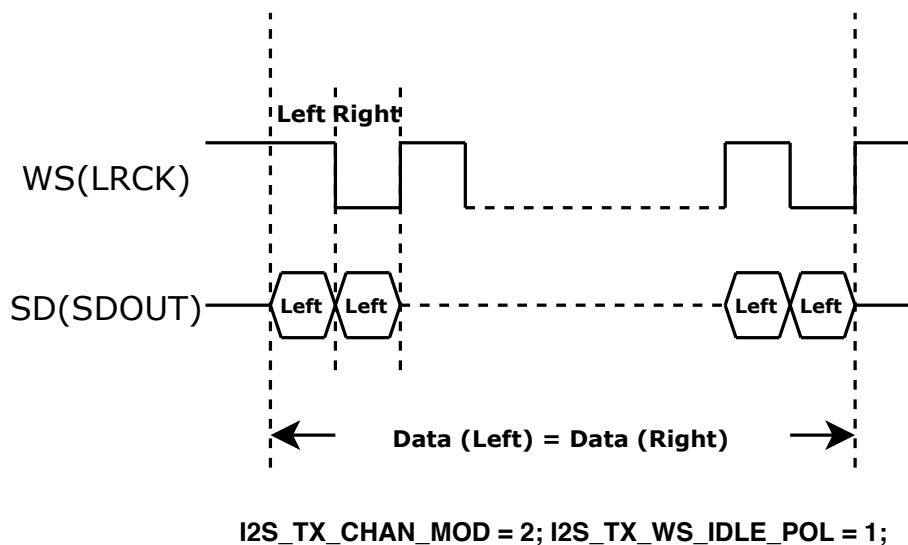 Left Right
WS(LRCK)
SD(SDOUT) Left Left Left Left
Data (Left) = Data (Right)
I2S_TX_CHAN_MOD = 2; I2S_TX_WS_IDLE_POL = 1;